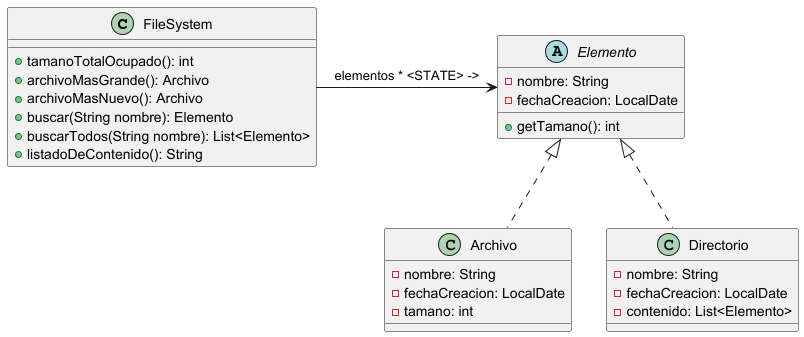 C FileSystem
tamanoTotalOcupado(): int
archivoMasGrande(): Archivo
archivoMasNuevo(): Archivo
buscar(String nombre): Elemento
buscarTodos(String nombre): List<Elemento>
listadoDeContenido(): String
elementos * <STATE> ->
A Elemento
nombre: String
fechaCreacion: LocalDate
getTamano(): int
C Archivo
nombre: String
fechaCreacion: LocalDate
tamano: int
C Directorio
nombre: String
fechaCreacion: LocalDate
contenido: List<Elemento>